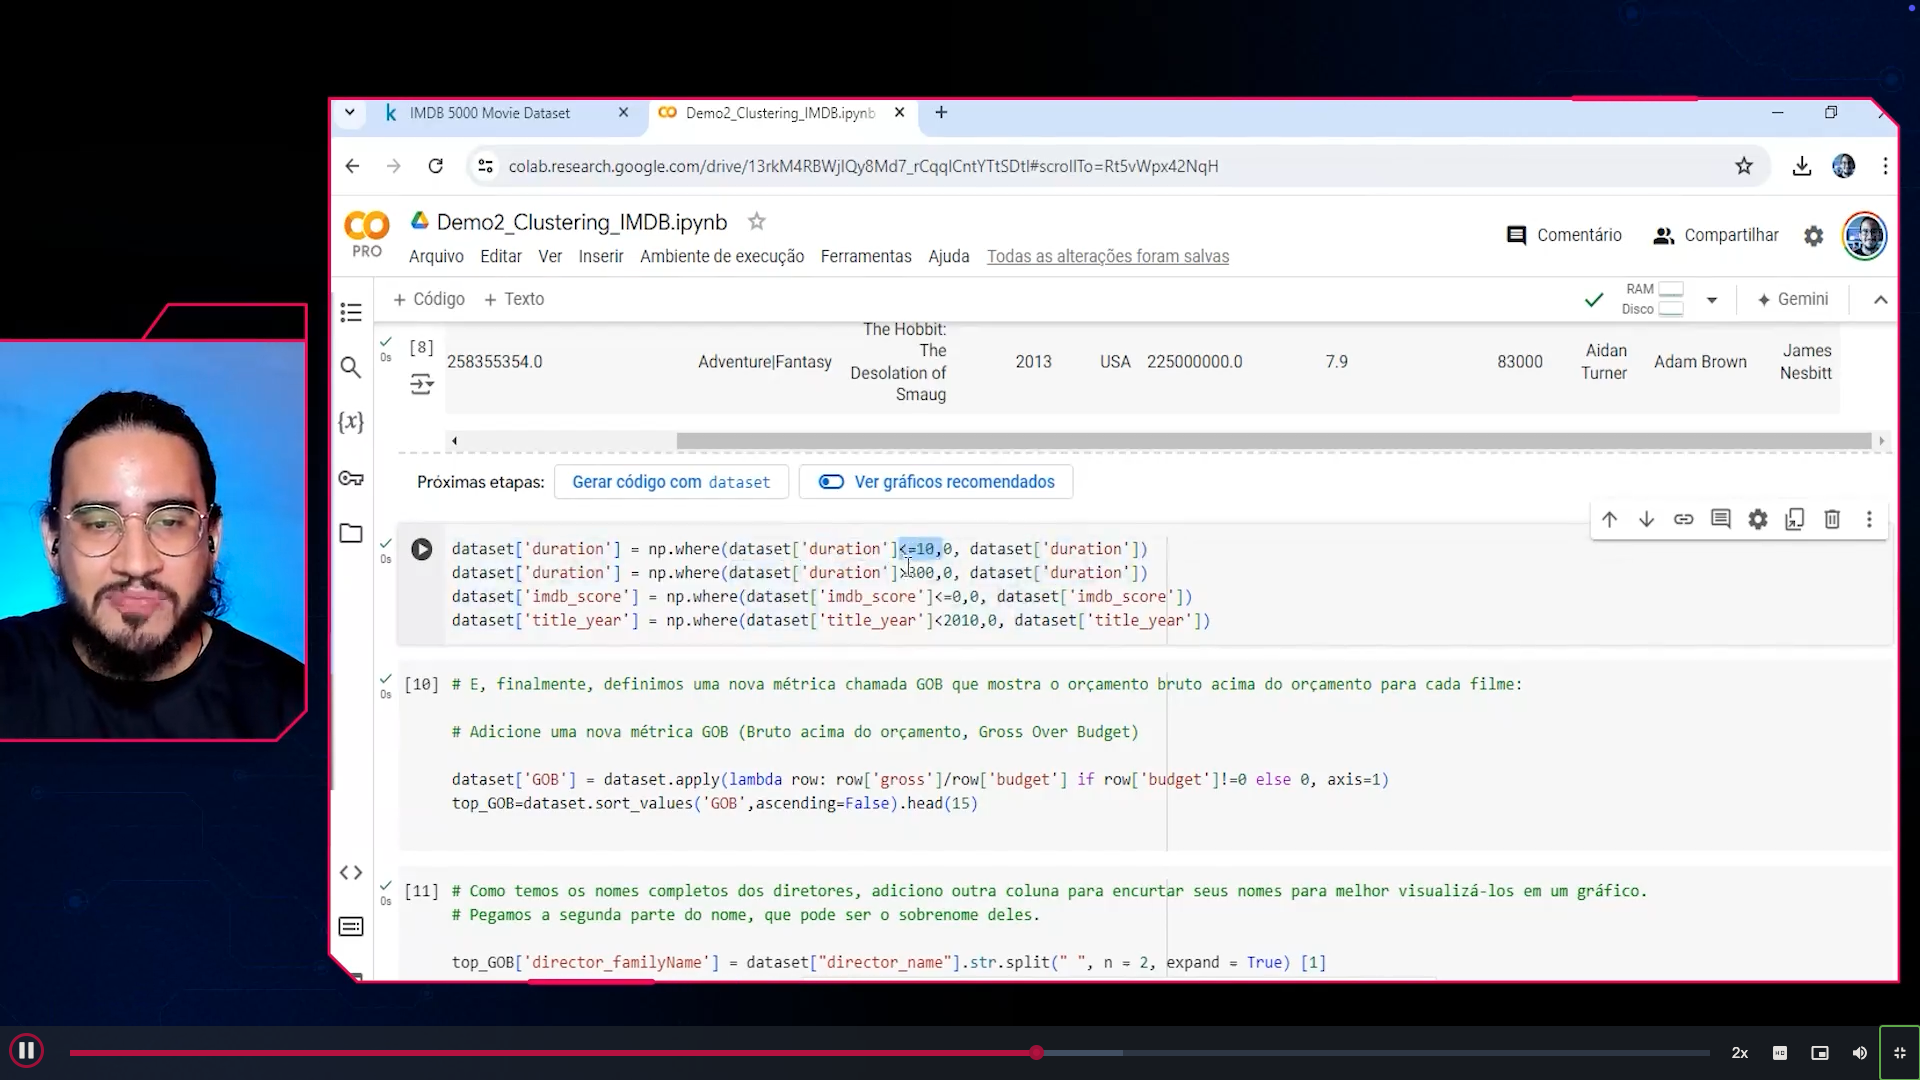 IMDB 5000 Movie Dataset
Demo2_Clustering_IMDB.ipynb
colab.research.google.com/drive/13rkM4RBWjIQy8Md7_rCqqICntYTtSDtI#scrollTo=Rt5vWpx42NqH
CO
PRO
Demo2_Clustering_IMDB.ipynb
Comentário
Compartilhar
Arquivo Editar Ver Inserir Ambiente de execução Ferramentas Ajuda Todas as alterações foram salvas
+ Código + Texto
RAM
Disco
Gemini
0s
[8]
258355354.0 Adventure|Fantasy
The Hobbit:
The
Desolation of
Smaug
2013 USA 225000000.0 7.9 83000
Aidan
Turner
Adam Brown
James
Nesbitt
Próximas etapas: Gerar código com dataset Ver gráficos recomendados
0s
dataset['duration'] = np.where(dataset['duration']<=10,0, dataset['duration'])
dataset['duration'] = np.where(dataset['duration']>300,0, dataset['duration'])
dataset['imdb_score'] = np.where(dataset['imdb_score']<=0,0, dataset['imdb_score'])
dataset['title_year'] = np.where(dataset['title_year']<2010,0, dataset['title_year'])
0s
[10] # E, finalmente, definimos uma nova métrica chamada GOB que mostra o orçamento bruto acima do orçamento para cada filme:
# Adicione uma nova métrica GOB (Bruto acima do orçamento, Gross Over Budget)
dataset['GOB'] = dataset.apply(lambda row: row['gross']/row['budget'] if row['budget']!=0 else 0, axis=1)
top_GOB=dataset.sort_values('GOB',ascending=False).head(15)
0s
[11] # Como temos os nomes completos dos diretores, adiciono outra coluna para encurtar seus nomes para melhor visualizá-los em um gráfico.
# Pegamos a segunda parte do nome, que pode ser o sobrenome deles.
top_GOB['director_familyName'] = dataset["director_name"].str.split(" ", n = 2, expand = True) [1]
2x
HD